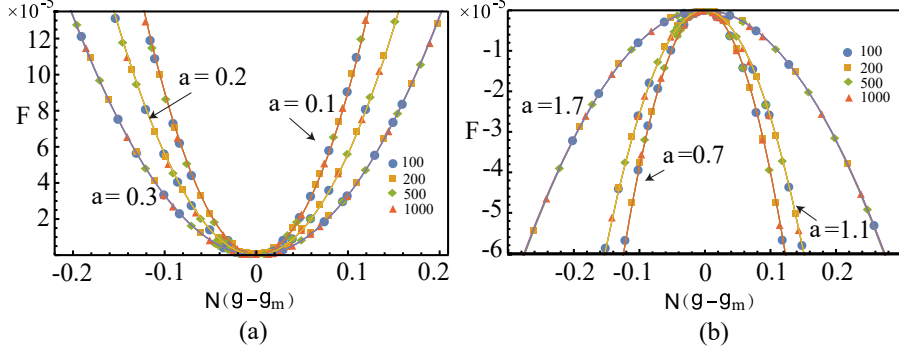 ×10⁻⁵
12
10
8
6
4
2
F
a=0.2
a=0.1
a=0.3
100
200
500
1000
-0.2
-0.1
0
0.1
0.2
N(g-gₘ)
(a)
×10⁻⁵
-1
-2
-3
-4
-5
-6
F
100
200
500
1000
a=1.7
a=0.7
a=1.1
-0.2
-0.1
0
0.1
0.2
N(g-gₘ)
(b)